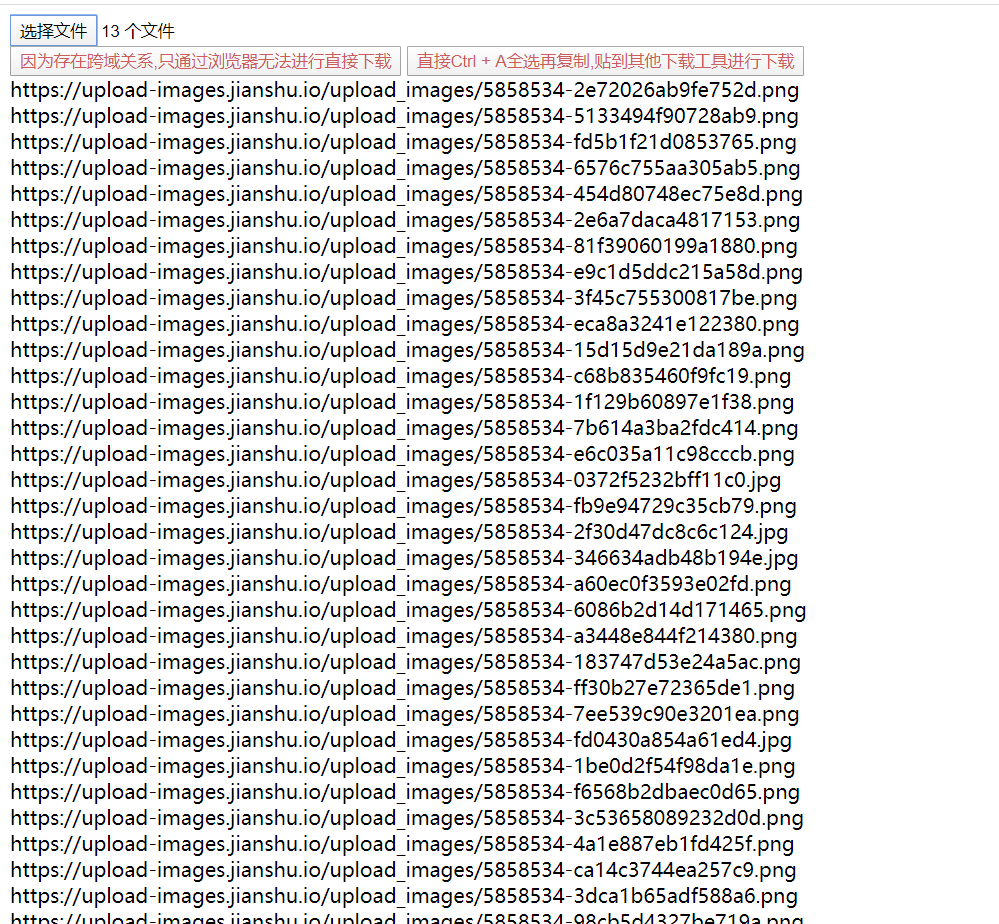 选择文件 13 个文件
因为存在跨域关系,只通过浏览器无法进行直接下载 直接Ctrl + A全选再复制,贴到其他下载工具进行下载
https://upload-images.jianshu.io/upload_images/5858534-2e72026ab9fe752d.png
https://upload-images.jianshu.io/upload_images/5858534-5133494f90728ab9.png
https://upload-images.jianshu.io/upload_images/5858534-fd5b1f21d0853765.png
https://upload-images.jianshu.io/upload_images/5858534-6576c755aa305ab5.png
https://upload-images.jianshu.io/upload_images/5858534-454d80748ec75e8d.png
https://upload-images.jianshu.io/upload_images/5858534-2e6a7daca4817153.png
https://upload-images.jianshu.io/upload_images/5858534-81f39060199a1880.png
https://upload-images.jianshu.io/upload_images/5858534-e9c1d5ddc215a58d.png
https://upload-images.jianshu.io/upload_images/5858534-3f45c755300817be.png
https://upload-images.jianshu.io/upload_images/5858534-eca8a3241e122380.png
https://upload-images.jianshu.io/upload_images/5858534-15d15d9e21da189a.png
https://upload-images.jianshu.io/upload_images/5858534-c68b835460f9fc19.png
https://upload-images.jianshu.io/upload_images/5858534-1f129b60897e1f38.png
https://upload-images.jianshu.io/upload_images/5858534-7b614a3ba2fdc414.png
https://upload-images.jianshu.io/upload_images/5858534-e6c035a11c98cccb.png
https://upload-images.jianshu.io/upload_images/5858534-0372f5232bff11c0.jpg
https://upload-images.jianshu.io/upload_images/5858534-fb9e94729c35cb79.png
https://upload-images.jianshu.io/upload_images/5858534-2f30d47dc8c6c124.jpg
https://upload-images.jianshu.io/upload_images/5858534-346634adb48b194e.jpg
https://upload-images.jianshu.io/upload_images/5858534-a60ec0f3593e02fd.png
https://upload-images.jianshu.io/upload_images/5858534-6086b2d14d171465.png
https://upload-images.jianshu.io/upload_images/5858534-a3448e844f214380.png
https://upload-images.jianshu.io/upload_images/5858534-183747d53e24a5ac.png
https://upload-images.jianshu.io/upload_images/5858534-ff30b27e72365de1.png
https://upload-images.jianshu.io/upload_images/5858534-7ee539c90e3201ea.png
https://upload-images.jianshu.io/upload_images/5858534-fd0430a854a61ed4.jpg
https://upload-images.jianshu.io/upload_images/5858534-1be0d2f54f98da1e.png
https://upload-images.jianshu.io/upload_images/5858534-f6568b2dbaec0d65.png
https://upload-images.jianshu.io/upload_images/5858534-3c53658089232d0d.png
https://upload-images.jianshu.io/upload_images/5858534-4a1e887eb1fd425f.png
https://upload-images.jianshu.io/upload_images/5858534-ca14c3744ea257c9.png
https://upload-images.jianshu.io/upload_images/5858534-3dca1b65adf588a6.png
https://upload-images.jianshu.io/upload_images/5858534-98cb5d4327be719a.png